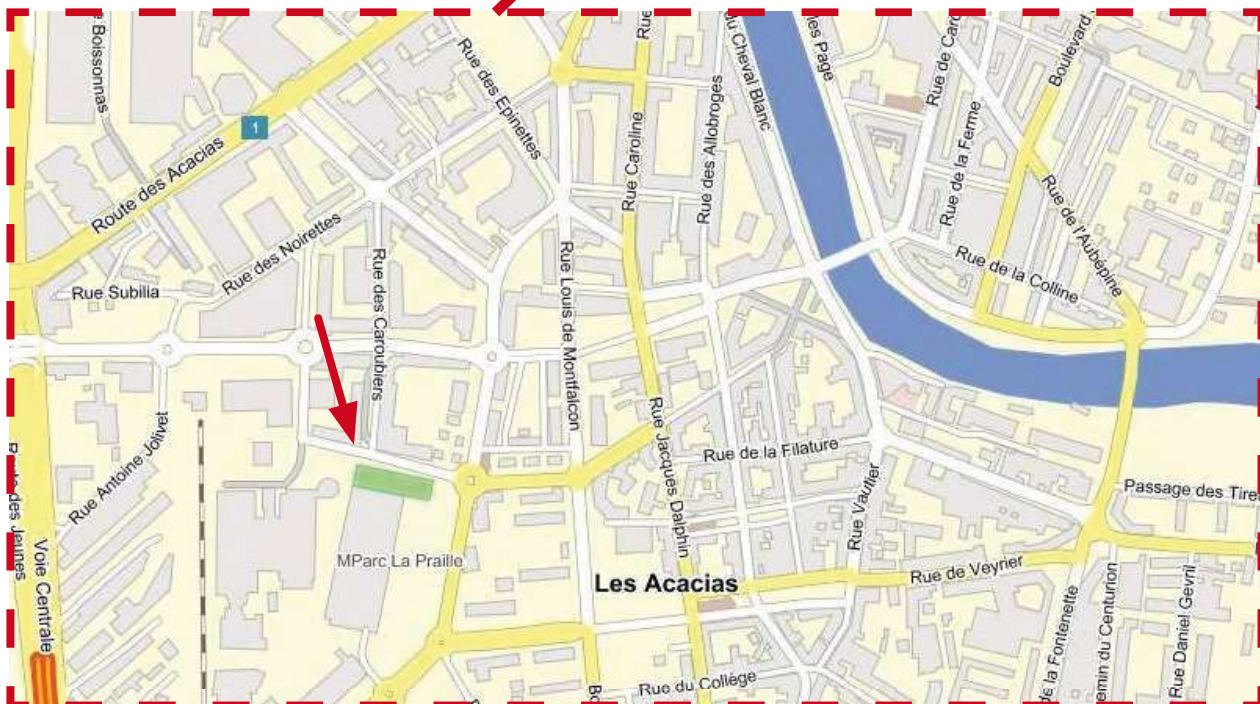 Boissonnas
Rue des Epinettes
Rue
du Cheval Blanc
les Page
Rue de
Boulevard
1
Route des Acacias
Rue Caroline
Rue des Allobroges
Rue de la Ferme
Rue de l'Aubépine
Rue des Noirettes
Rue Subilia
Rue des Caroubiers
Rue Louis de Montfalcon
Rue de la Colline
Rue Antoine Jolivet
Rue Jacques Dalphin
Rue de la Filature
Rue Vautier
Passage des
des Jeunes
Voie Centrale
MParc La Praille
Les Acacias
Rue de Veyrier
de la Fontenette
du Centurion
Rue Daniel Gevril
Rue du Collège